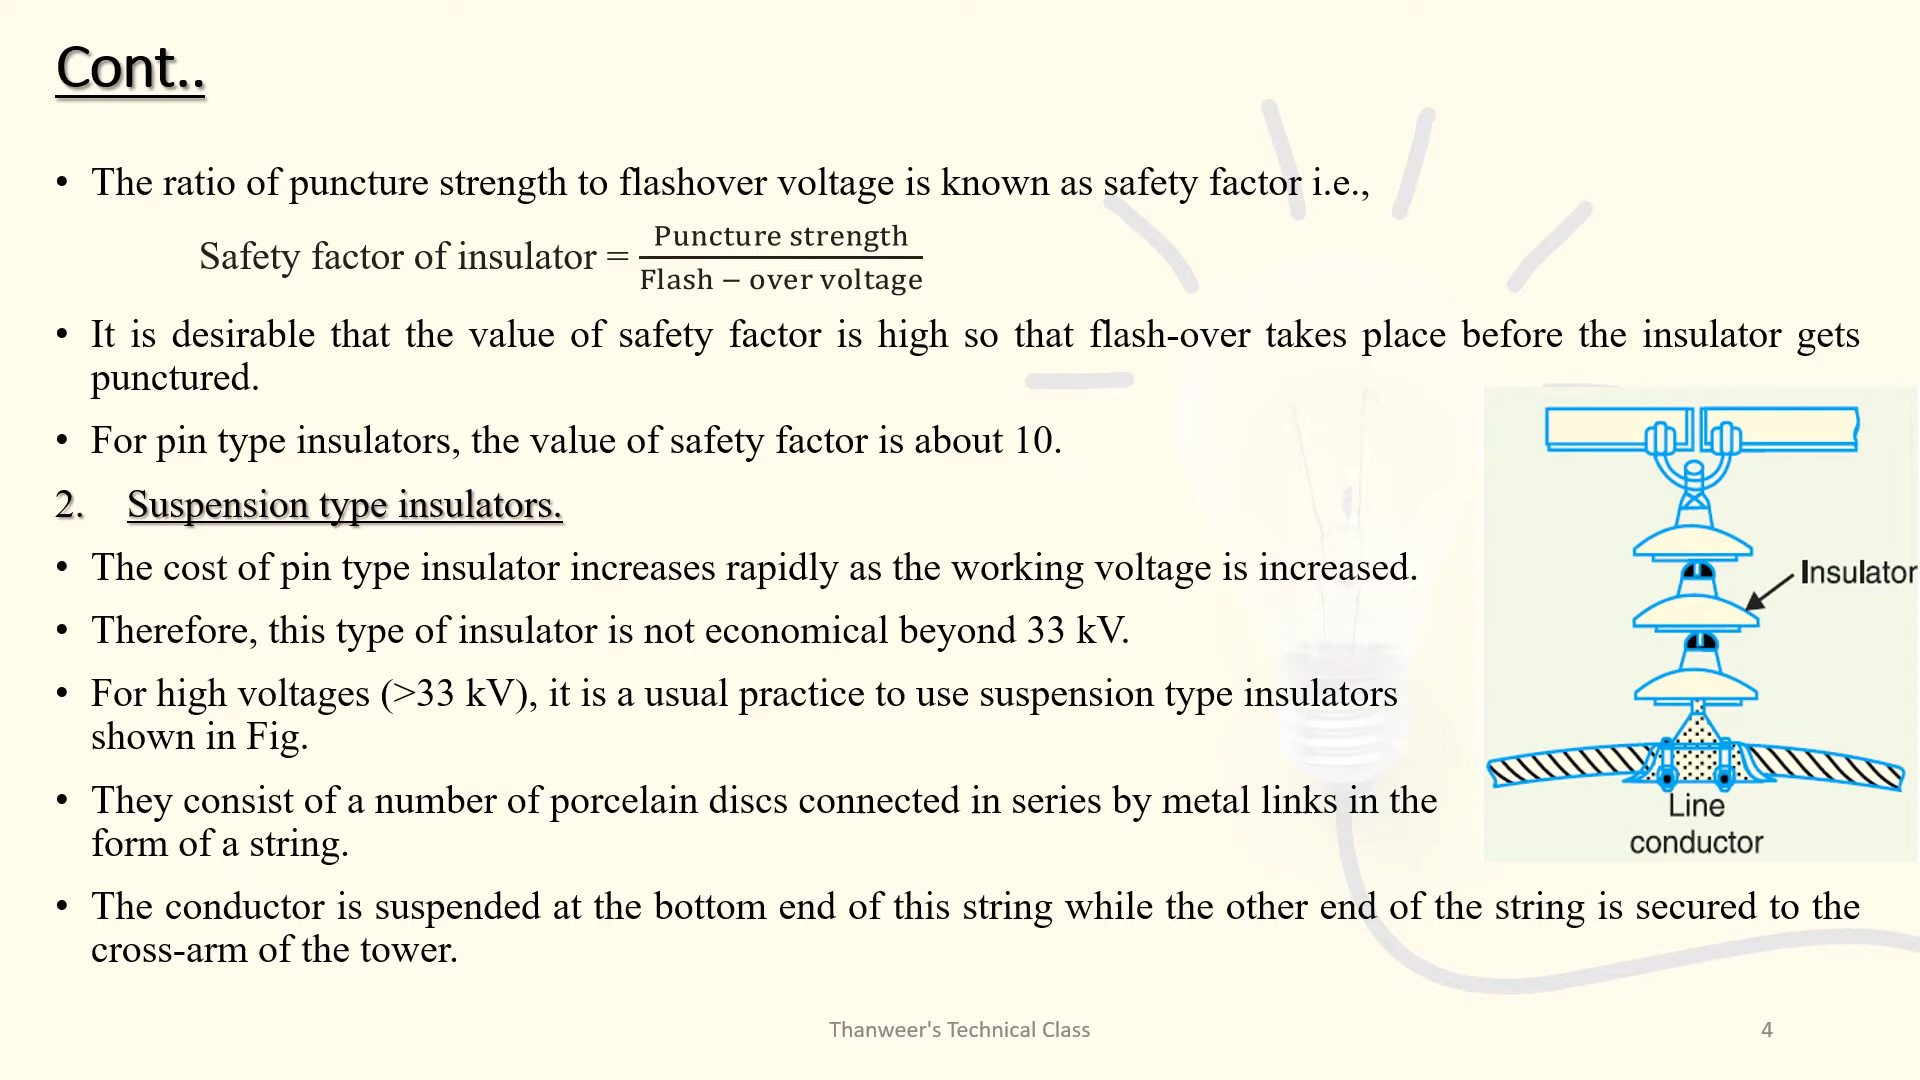 Cont..
• The ratio of puncture strength to flashover voltage is known as safety factor i.e.,
Safety factor of insulator = Puncture strength / Flash − over voltage
• It is desirable that the value of safety factor is high so that flash-over takes place before the insulator gets
punctured.
• For pin type insulators, the value of safety factor is about 10.
2. Suspension type insulators.
• The cost of pin type insulator increases rapidly as the working voltage is increased.
• Therefore, this type of insulator is not economical beyond 33 kV.
• For high voltages (>33 kV), it is a usual practice to use suspension type insulators
shown in Fig.
• They consist of a number of porcelain discs connected in series by metal links in the
form of a string.
• The conductor is suspended at the bottom end of this string while the other end of the string is secured to the
cross-arm of the tower.
Insulator
Line
conductor
Thanweer's Technical Class
4